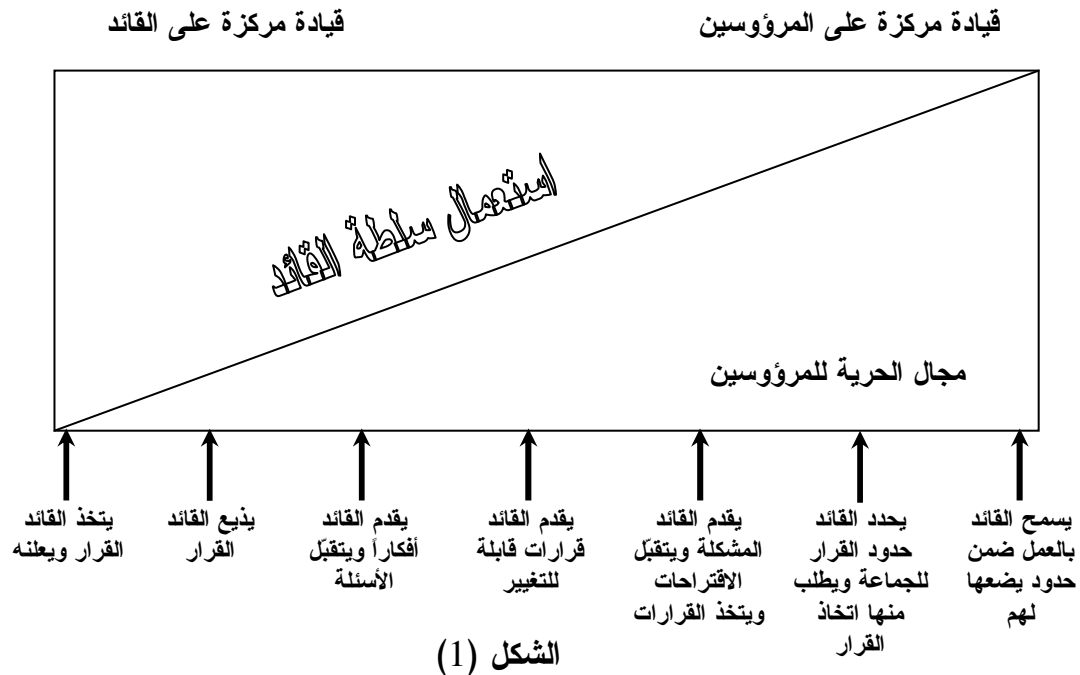 قيادة مركزة على المرؤوسين
قيادة مركزة على القائد
استعمال سلطة القائد
مجال الحرية للمرؤوسين
يسمح القائد
بالعمل ضمن
حدود يضعها
لهم
يحدد القائد
حدود القرار
للجماعة ويطلب
منها اتخاذ
القرار
يقدم القائد
المشكلة ويتقبّل
الاقتراحات
ويتخذ القرارات
يقدم القائد
قرارات قابلة
للتغيير
يقدم القائد
أفكاراً ويتقبّل
الأسئلة
يذيع القائد
القرار
يتخذ القائد
القرار ويعلنه
الشكل (1)